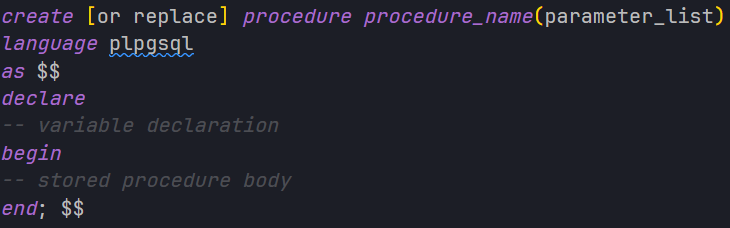 create [or replace] procedure procedure_name(parameter_list)
language plpgsql
as $$
declare
-- variable declaration
begin
-- stored procedure body
end; $$